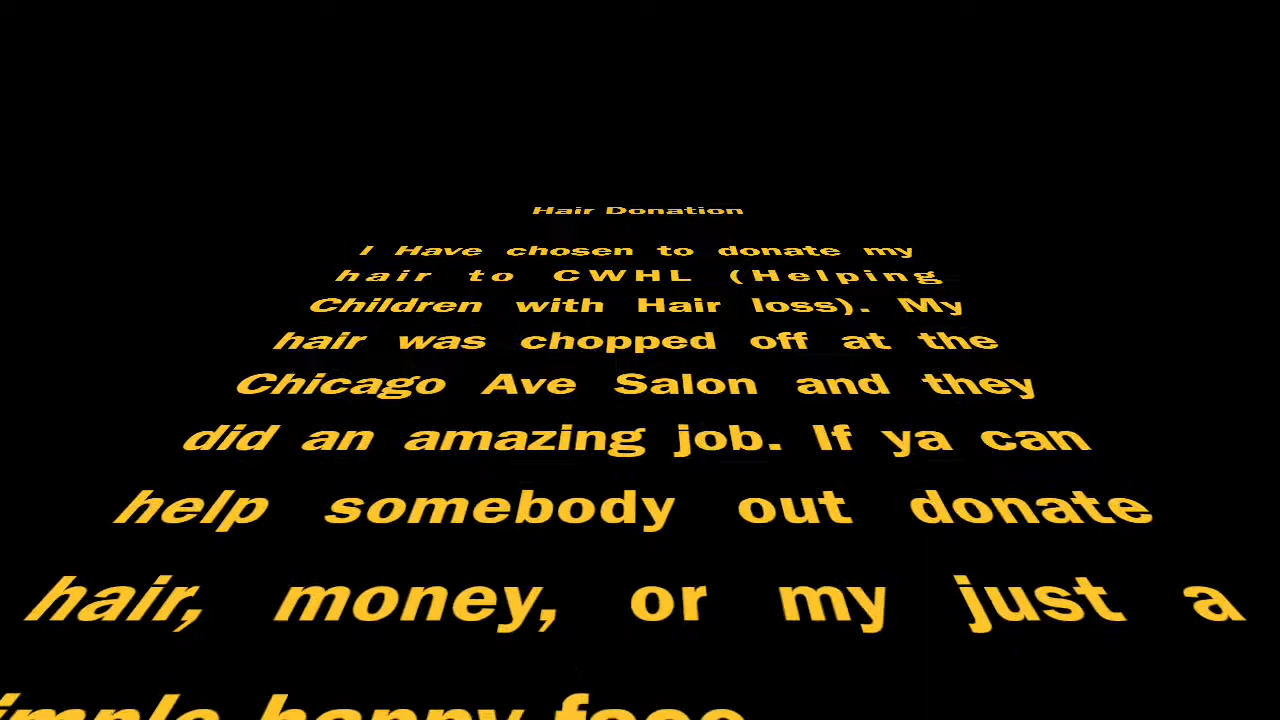 Hair Donation
I Have chosen to donate my
hair to CWHL (Helping
Children with Hair loss). My
hair was chopped off at the
Chicago Ave Salon and they
did an amazing job. If ya can
help somebody out donate
hair, money, or my just a
happy face